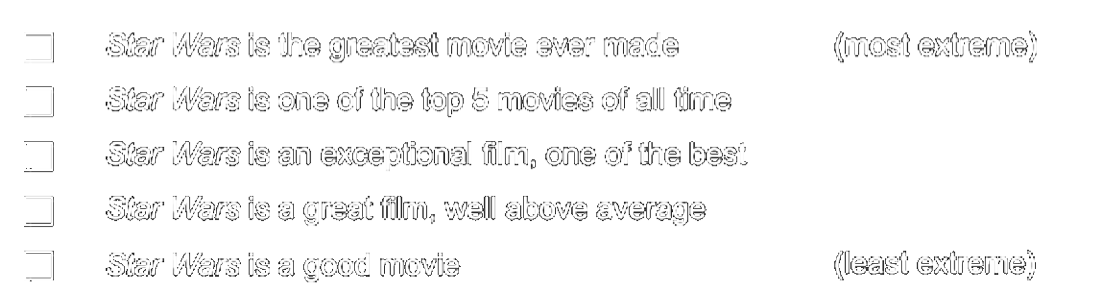 Star Wars is the greatest movie ever made (most extreme)
Star Wars is one of the top 5 movies of all time
Star Wars is an exceptional film, one of the best
Star Wars is a great film, well above average
Star Wars is a good movie (least extreme)